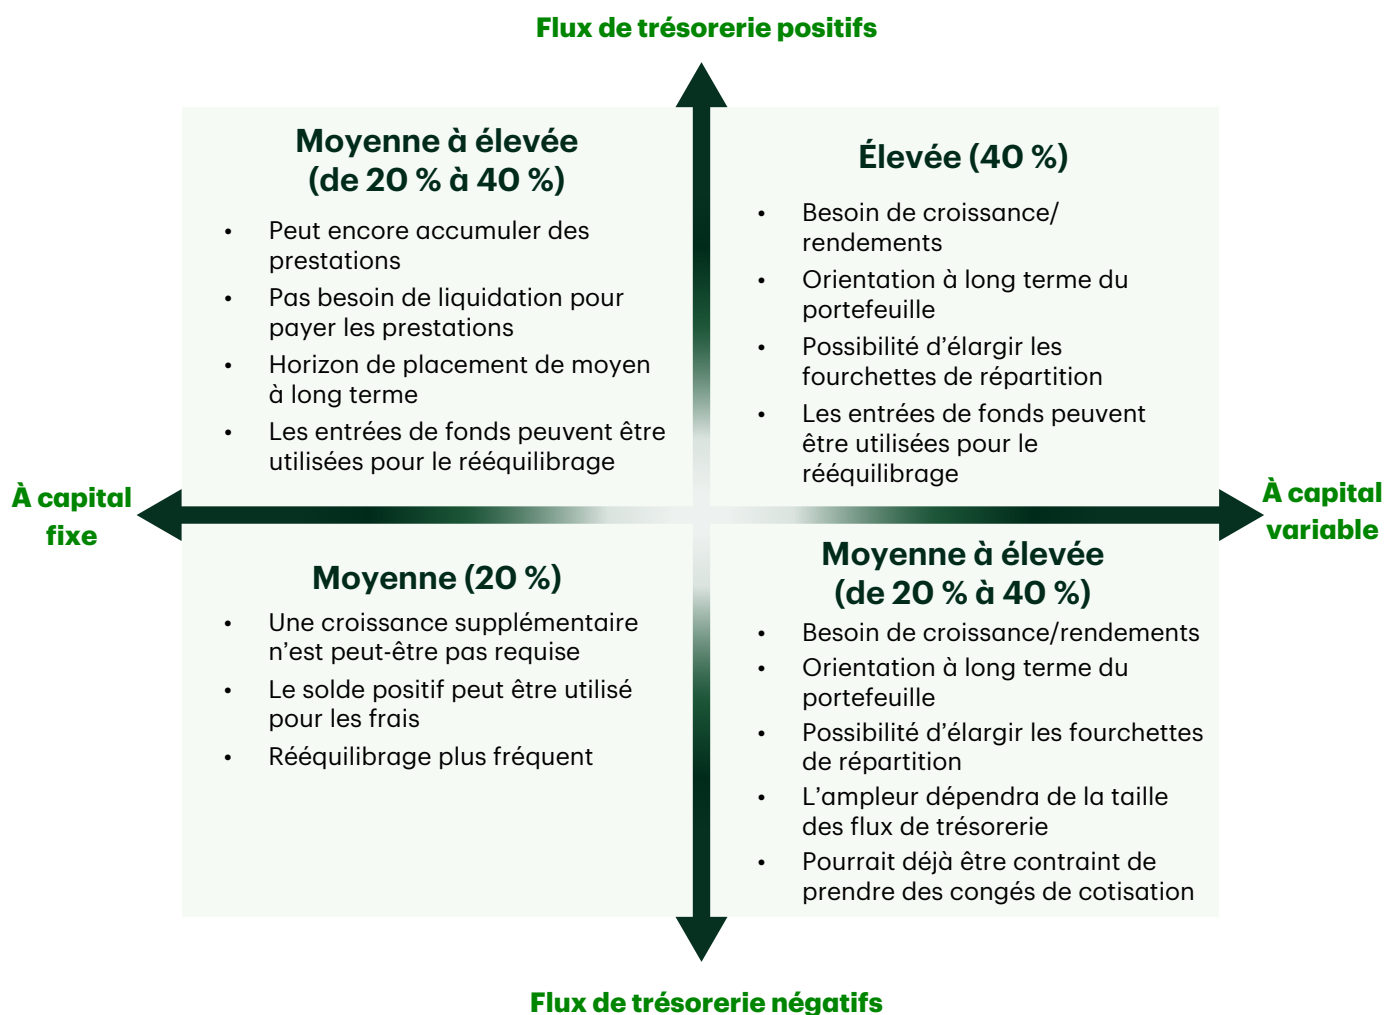 Flux de trésorerie positifs
Moyenne à élevée
(de 20 % à 40 %)
• Peut encore accumuler des
prestations
• Pas besoin de liquidation pour
payer les prestations
• Horizon de placement de moyen
à long terme
• Les entrées de fonds peuvent être
utilisées pour le rééquilibrage
Élevée (40 %)
• Besoin de croissance/
rendements
• Orientation à long terme du
portefeuille
• Possibilité d’élargir les
fourchettes de répartition
• Les entrées de fonds peuvent
être utilisées pour le
rééquilibrage
À capital
fixe
À capital
variable
Moyenne (20 %)
• Une croissance supplémentaire
n’est peut-être pas requise
• Le solde positif peut être utilisé
pour les frais
• Rééquilibrage plus fréquent
Moyenne à élevée
(de 20 % à 40 %)
• Besoin de croissance/rendements
• Orientation à long terme du
portefeuille
• Possibilité d’élargir les fourchettes
de répartition
• L’ampleur dépendra de la taille
des flux de trésorerie
• Pourrait déjà être contraint de
prendre des congés de cotisation
Flux de trésorerie négatifs